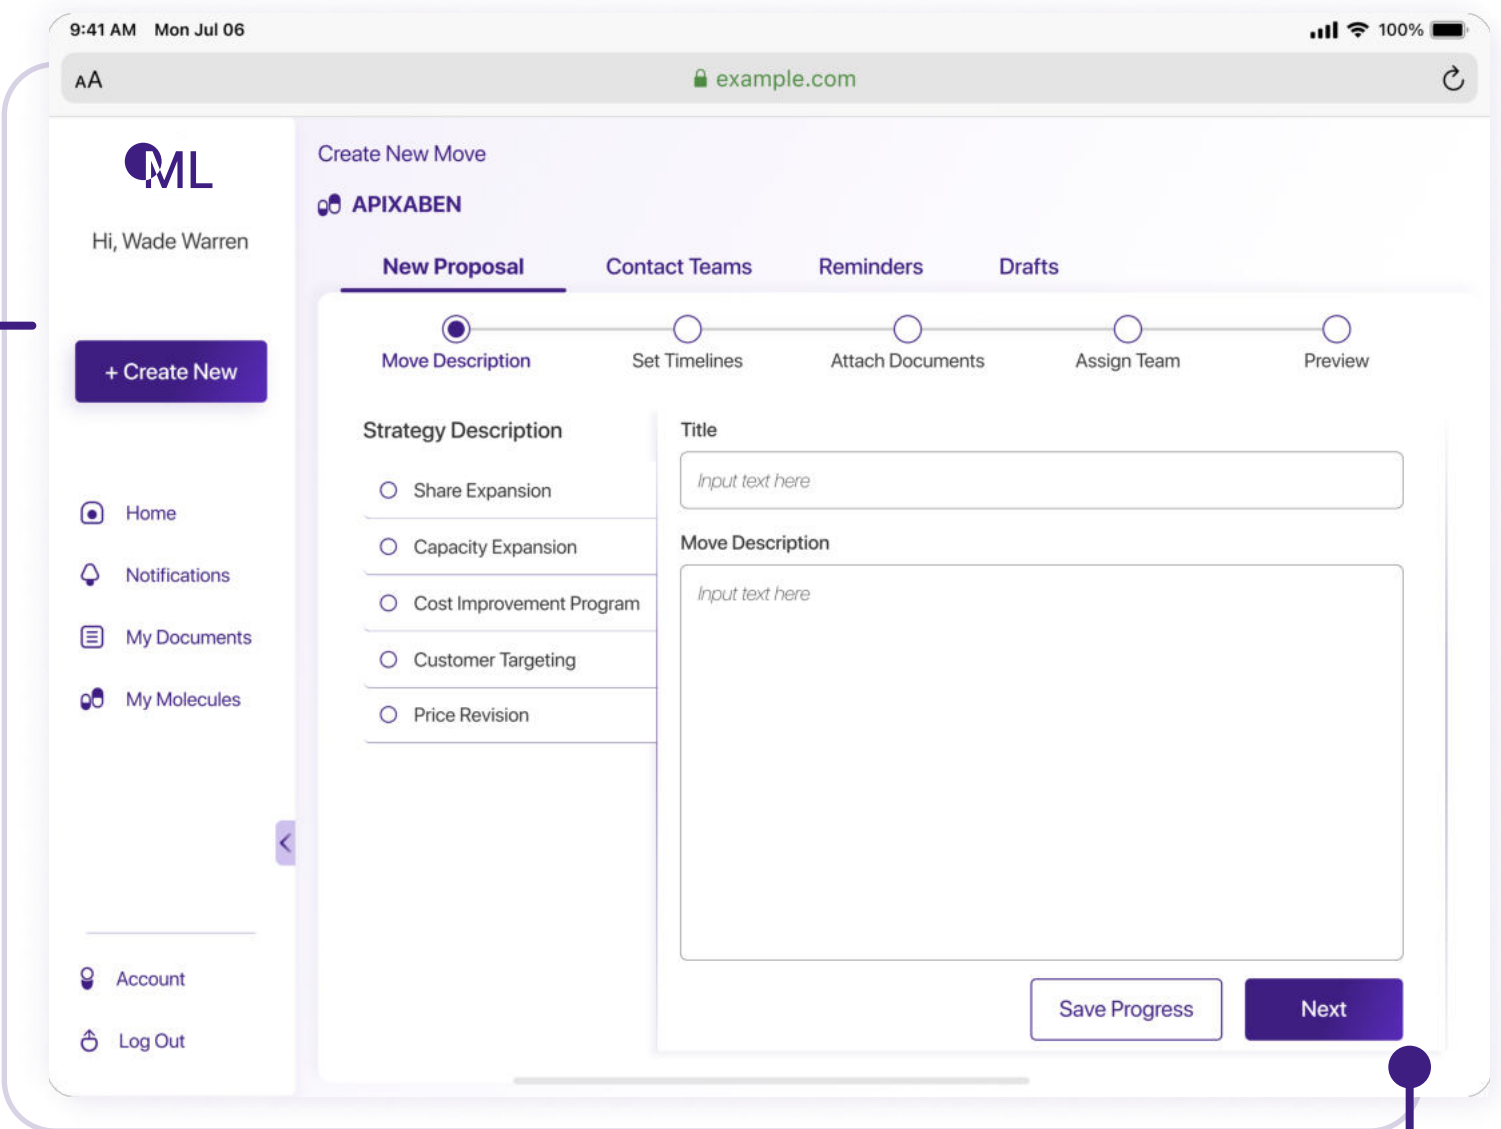 9:41 AM Mon Jul 06
100%
AA
example.com
ML
Hi, Wade Warren
+ Create New
Home
Notifications
My Documents
My Molecules
Account
Log Out
Create New Move
APIXABEN
New Proposal Contact Teams Reminders Drafts
Move Description Set Timelines Attach Documents Assign Team Preview
Strategy Description
Share Expansion
Capacity Expansion
Cost Improvement Program
Customer Targeting
Price Revision
Title
Input text here
Move Description
Input text here
Save Progress Next